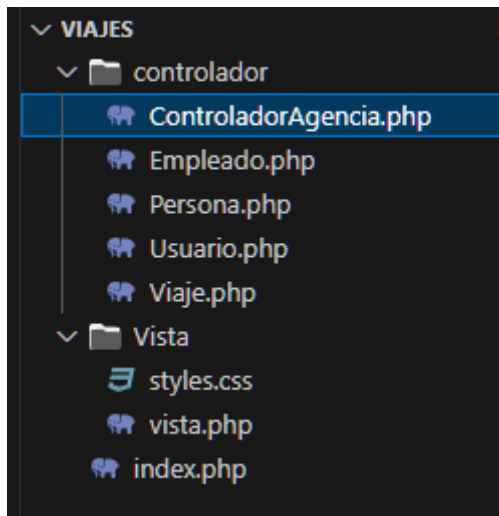 VIAJES
controlador
ControladorAgencia.php
Empleado.php
Persona.php
Usuario.php
Viaje.php
Vista
styles.css
vista.php
index.php